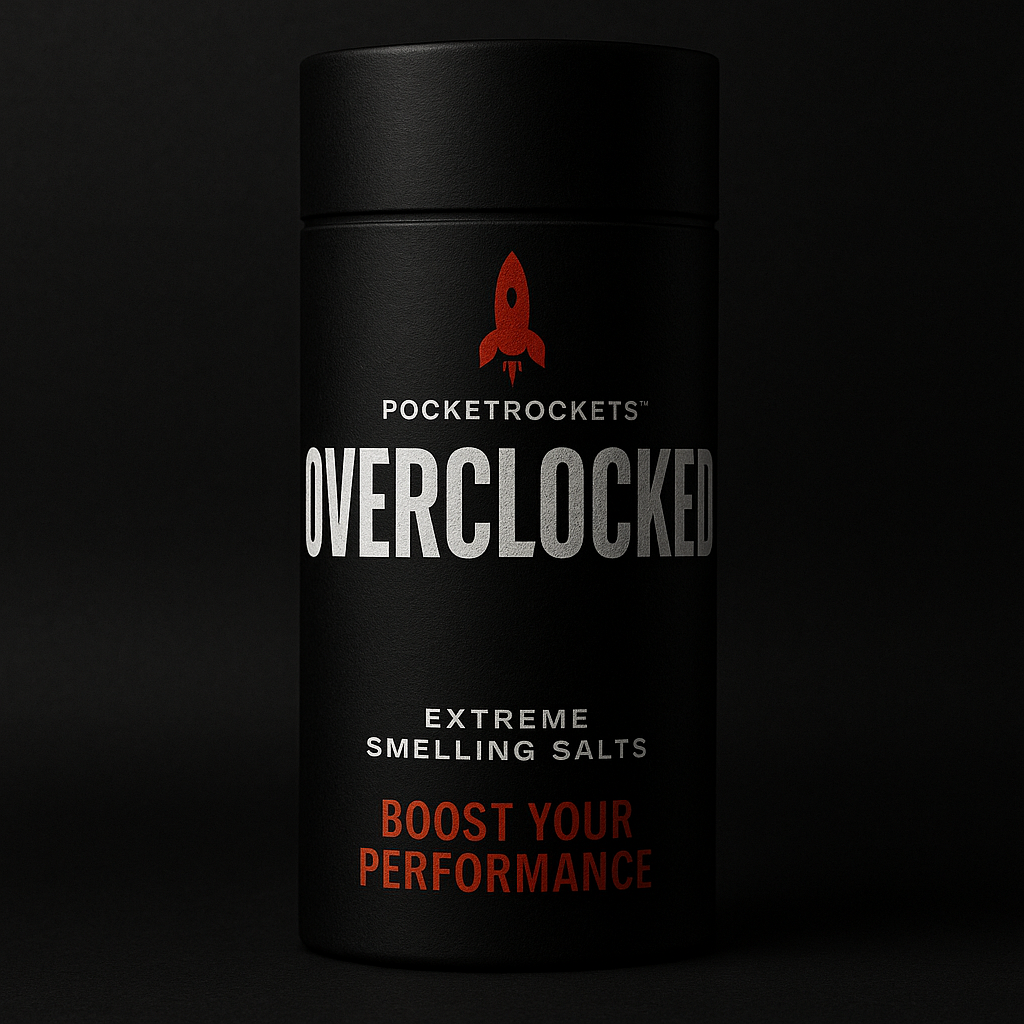 POCKETROCKETS™
OVERCLOCKED
EXTREME
SMELLING SALTS
BOOST YOUR
PERFORMANCE